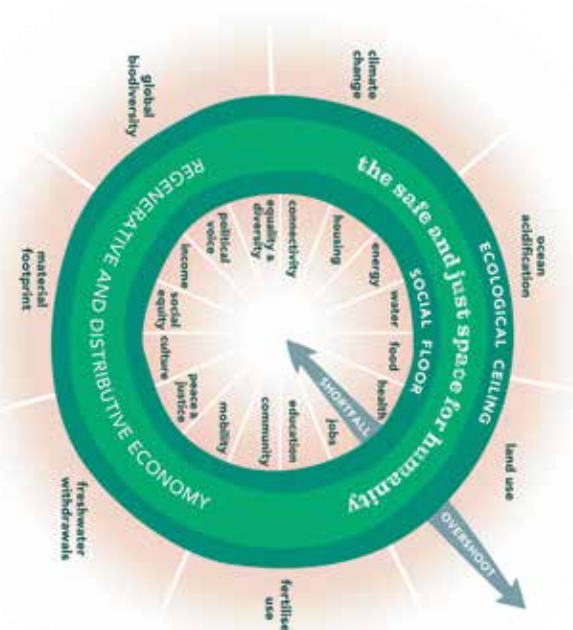 climate
change
ocean
acidification
land use
fertilise
use
freshwater
withdrawals
material
footprint
global
biodiversity
ECOLOGICAL CEILING
the safe and just space for humanity
SOCIAL FLOOR
REGENERATIVE AND DISTRIBUTIVE ECONOMY
OVERSHOOT
SHORTFALL
water
food
health
jobs
education
community
mobility
peace &
justice
culture
social
equity
income
political
voice
equality &
diversity
connectivity
housing
energy